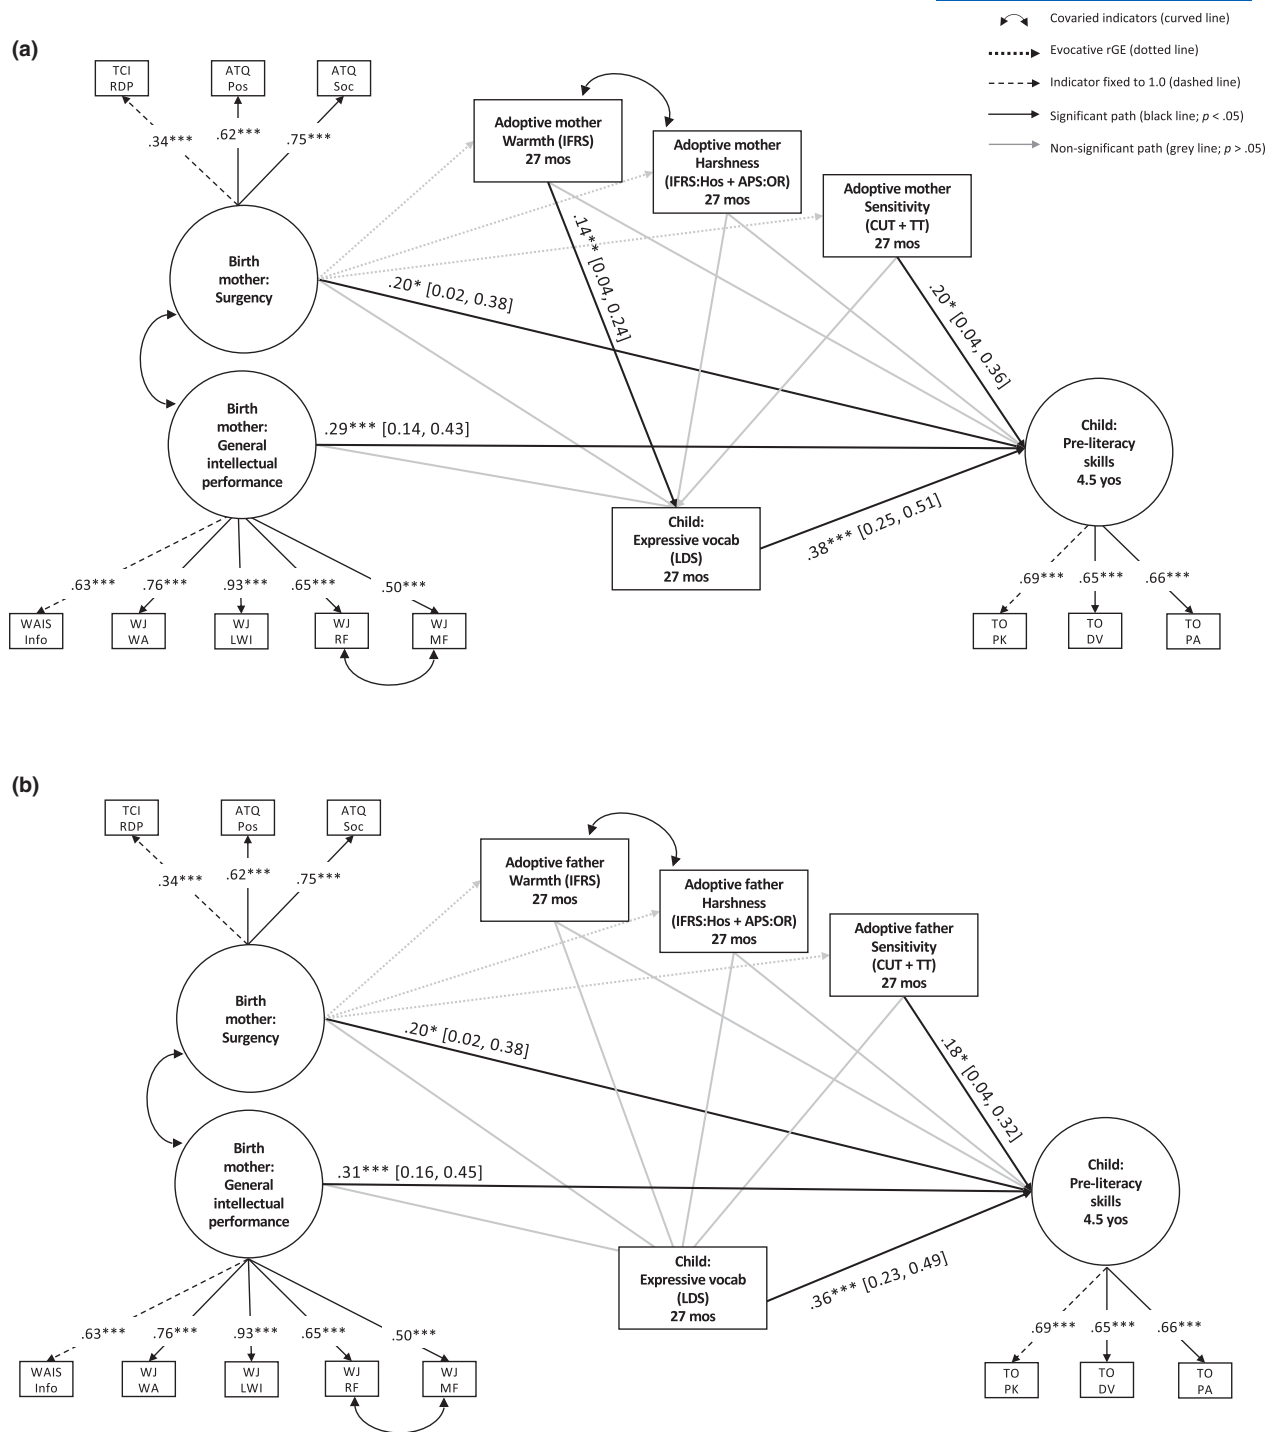 Covaried indicators (curved line)
Evocative rGE (dotted line)
Indicator fixed to 1.0 (dashed line)
Significant path (black line; p < .05)
Non-significant path (grey line; p > .05)
(a)
TCI
RDP
ATQ
Pos
ATQ
Soc
.34***
.62***
.75***
Adoptive mother
Warmth (IFRS)
27 mos
Adoptive mother
Harshness
(IFRS:Hos + APS:OR)
27 mos
Adoptive mother
Sensitivity
(CUT + TT)
27 mos
Birth
mother:
Surgency
.14** [0.04, 0.24]
.20* [0.02, 0.38]
.20* [0.04, 0.36]
Birth
mother:
General
intellectual
performance
.29*** [0.14, 0.43]
Child:
Pre-literacy
skills
4.5 yos
Child:
Expressive vocab
(LDS)
27 mos
.38*** [0.25, 0.51]
.63***
.76***
.93***
.65***
.50***
WAIS
Info
WJ
WA
WJ
LWI
WJ
RF
WJ
MF
.69***
.65***
.66***
TO
PK
TO
DV
TO
PA
(b)
TCI
RDP
ATQ
Pos
ATQ
Soc
.34***
.62***
.75***
Adoptive father
Warmth (IFRS)
27 mos
Adoptive father
Harshness
(IFRS:Hos + APS:OR)
27 mos
Adoptive father
Sensitivity
(CUT + TT)
27 mos
Birth
mother:
Surgency
.20* [0.02, 0.38]
.18* [0.04, 0.32]
Birth
mother:
General
intellectual
performance
.31*** [0.16, 0.45]
Child:
Pre-literacy
skills
4.5 yos
Child:
Expressive vocab
(LDS)
27 mos
.36*** [0.23, 0.49]
.63***
.76***
.93***
.65***
.50***
WAIS
Info
WJ
WA
WJ
LWI
WJ
RF
WJ
MF
.69***
.65***
.66***
TO
PK
TO
DV
TO
PA